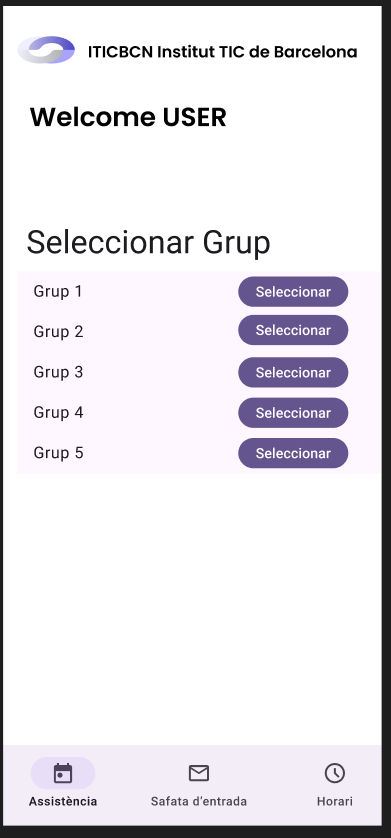 ITICBCN Institut TIC de Barcelona
Welcome USER
Seleccionar Grup
Grup 1 Seleccionar
Grup 2 Seleccionar
Grup 3 Seleccionar
Grup 4 Seleccionar
Grup 5 Seleccionar
Assistència Safata d'entrada Horari